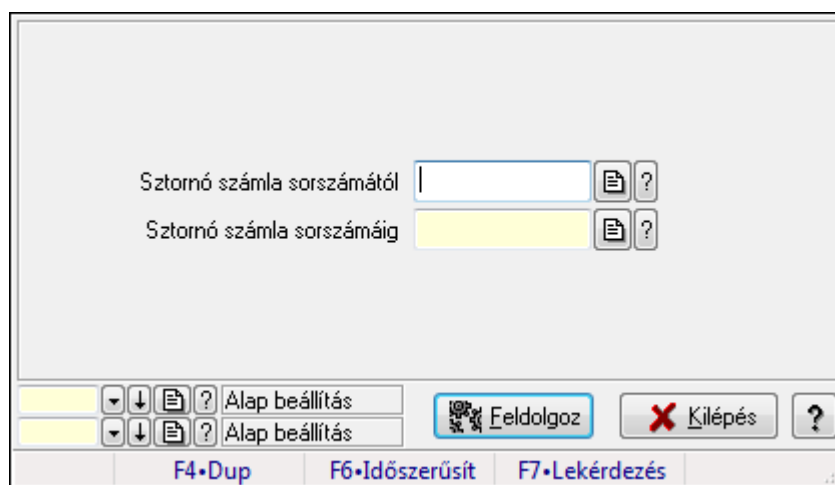 Sztornó számla sorszámától ?
Sztornó számla sorszámáig ?
? Alap beállítás
? Alap beállítás
Feldolgoz Kilépés ?
F4•Dup F6•Időszerűsít F7•Lekérdezés